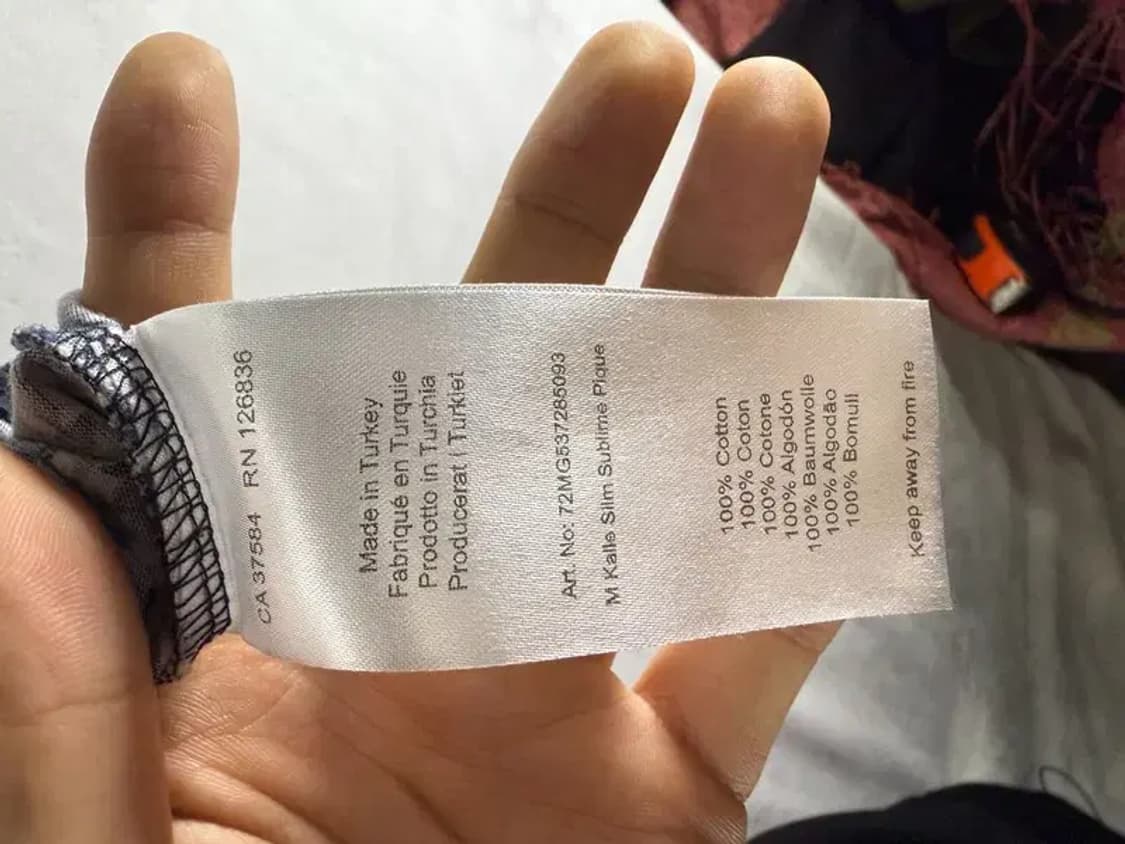 CA 37584 RN 126836
Made in Turkey
Fabriqué en Turquie
Prodotto in Turchia
Producerat i Turkiet
Art. No: 72MG537285093
M Kalle Slim Sublime Pique
100% Cotton
100% Coton
100% Cotone
100% Algodón
100% Baumwolle
100% Algodão
100% Bomull
Keep away from fire